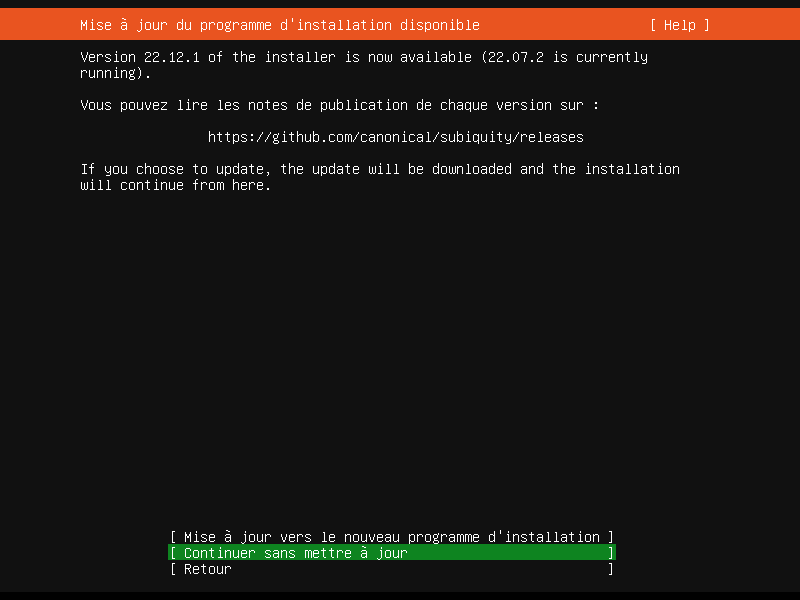 Mise à jour du programme d'installation disponible [ Help ]
Version 22.12.1 of the installer is now available (22.07.2 is currently
running).
Vous pouvez lire les notes de publication de chaque version sur :
https://github.com/canonical/subiquity/releases
If you choose to update, the update will be downloaded and the installation
will continue from here.
[ Mise à jour vers le nouveau programme d'installation ]
[ Continuer sans mettre à jour ]
[ Retour ]